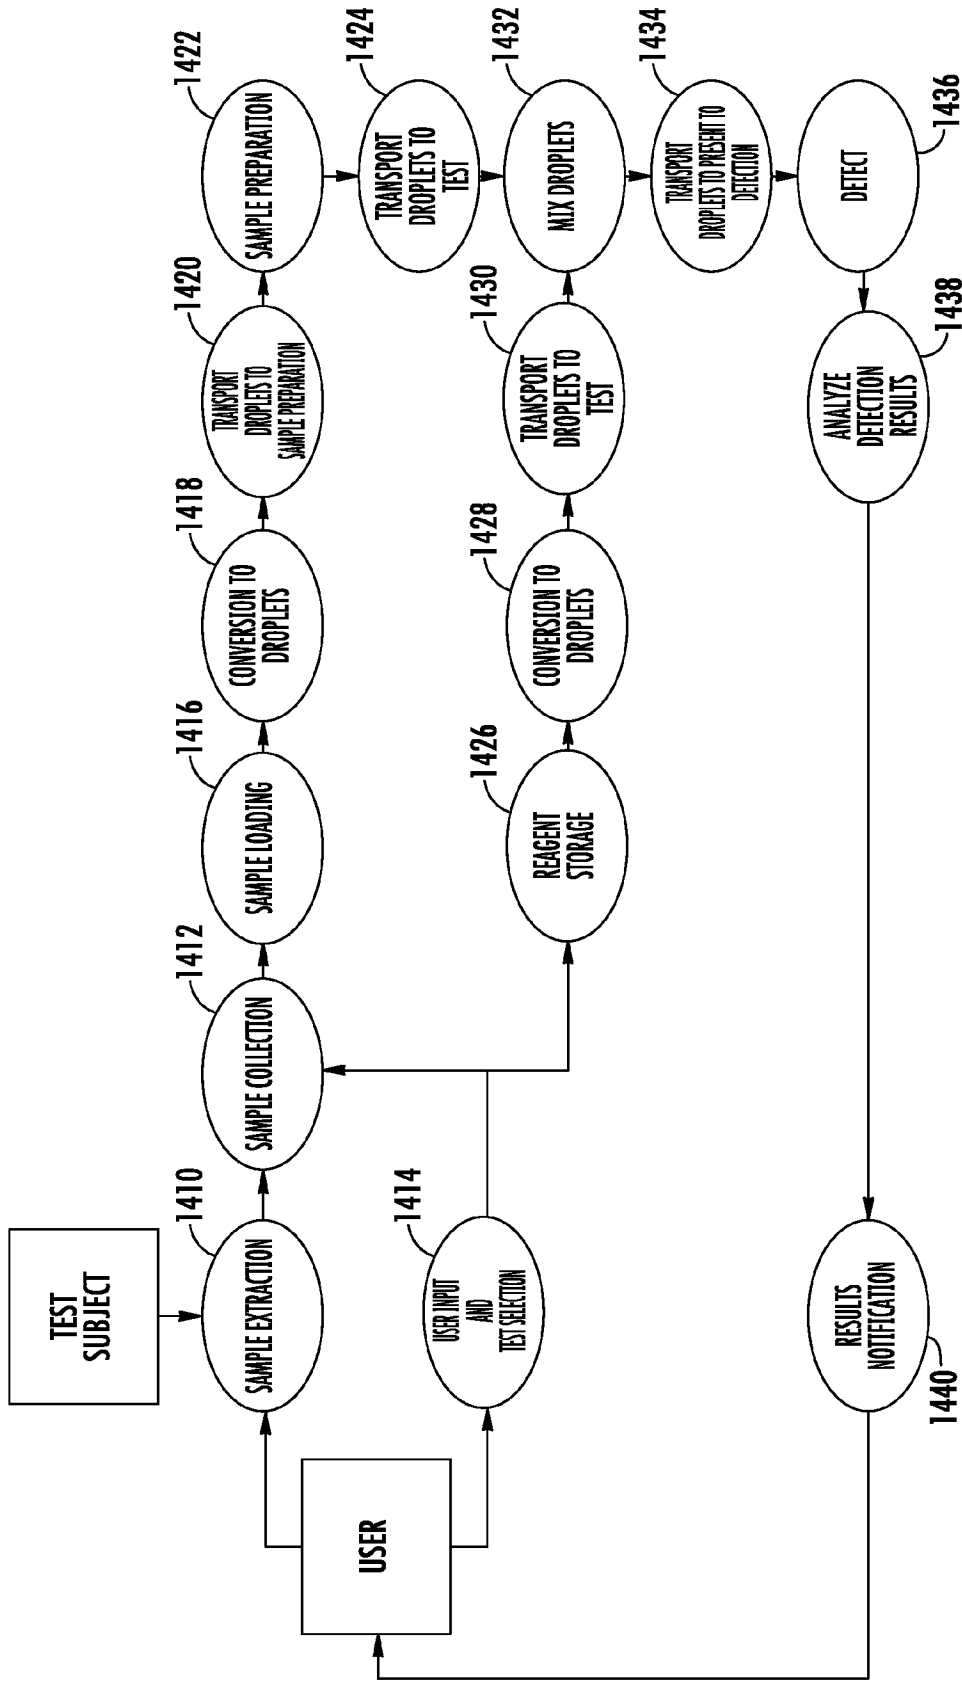 TEST
SUBJECT
USER
1410
SAMPLE EXTRACTION
1412
SAMPLE COLLECTION
1416
SAMPLE LOADING
1418
CONVERSION TO
DROPLETS
1420
TRANSPORT
DROPLETS TO
SAMPLE PREPARATION
1422
SAMPLE PREPARATION
1424
TRANSPORT
DROPLETS TO
TEST
1414
USER INPUT
AND
TEST SELECTION
1426
REAGENT
STORAGE
1428
CONVERSION TO
DROPLETS
1430
TRANSPORT
DROPLETS TO
TEST
1432
MIX DROPLETS
1434
TRANSPORT
DROPLETS TO PRESENT TO
DETECTION
1436
DETECT
1438
ANALYZE
DETECTION
RESULTS
RESULTS
NOTIFICATION
1440